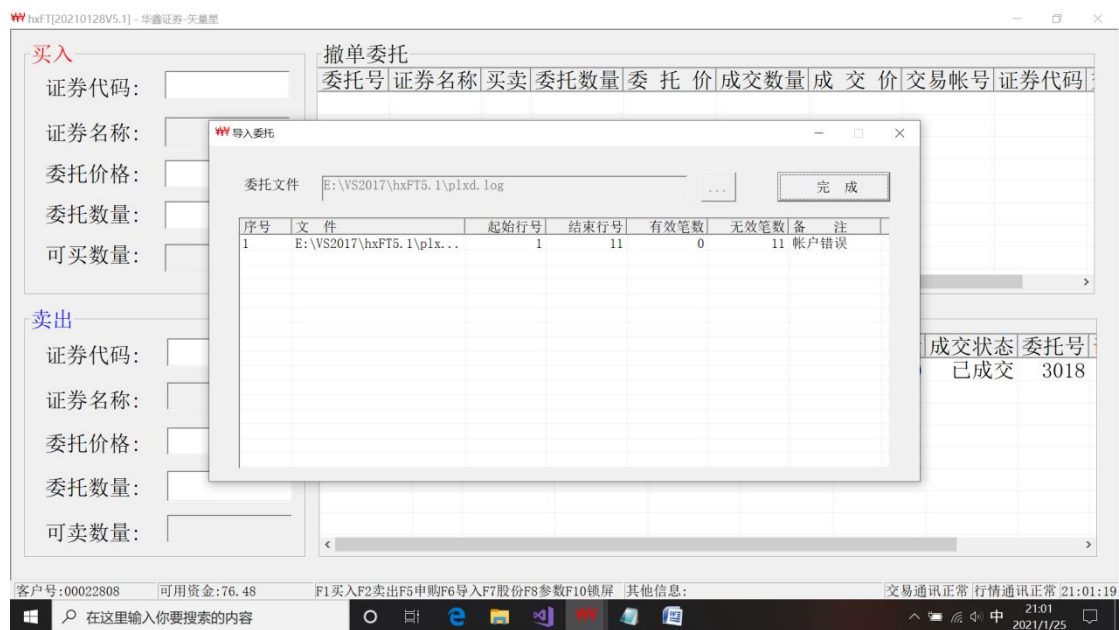 hxFT[20210128V5.1] - 华鑫证券-矢量星
买入
证券代码:
证券名称:
委托价格:
委托数量:
可买数量:
撤单委托
委托号 证券名称 买卖 委托数量 委 托 价 成交数量 成 交 价 交易帐号 证券代码
导入委托
委托文件 E:\VS2017\hxFT5.1\plxd.log ... 完 成
序号 文 件 起始行号 结束行号 有效笔数 无效笔数 备 注
1 E:\VS2017\hxFT5.1\plx... 1 11 0 11 帐户错误
卖出
证券代码:
证券名称:
委托价格:
委托数量:
可卖数量:
成交状态 委托号
已成交 3018
客户号:00022808 可用资金:76.48 F1买入F2卖出F5申购F6导入F7股份F8参数F10锁屏 其他信息: 交易通讯正常 行情通讯正常 21:01:19
在这里输入你要搜索的内容 中 21:01
2021/1/25